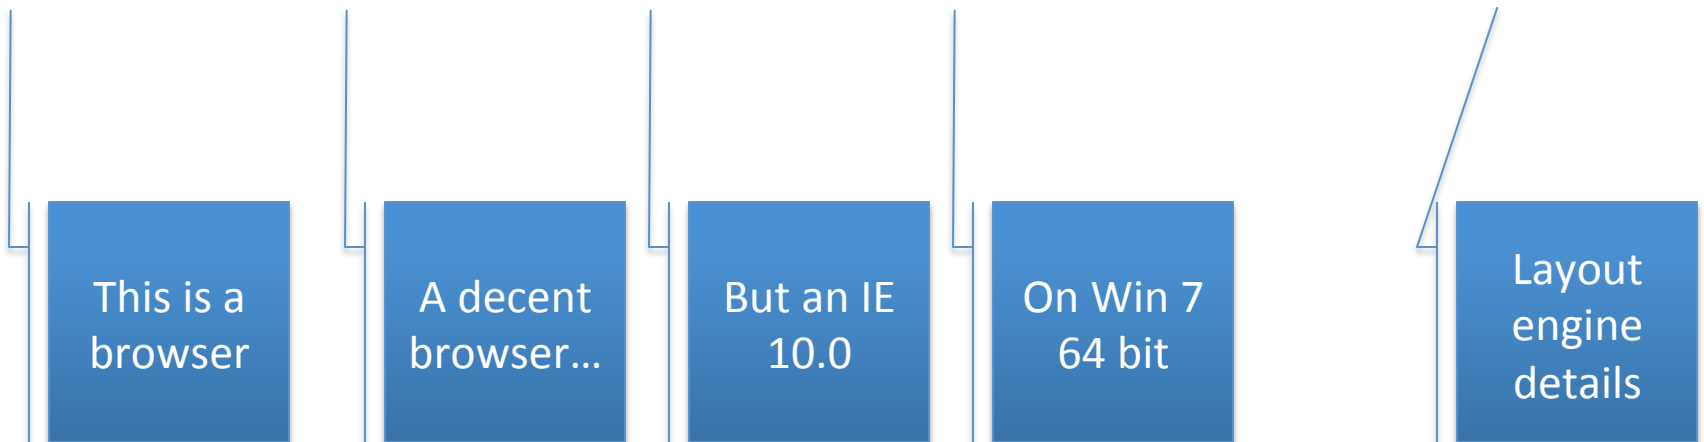 This is a
browser
A decent
browser...
But an IE
10.0
On Win 7
64 bit
Layout
engine
details